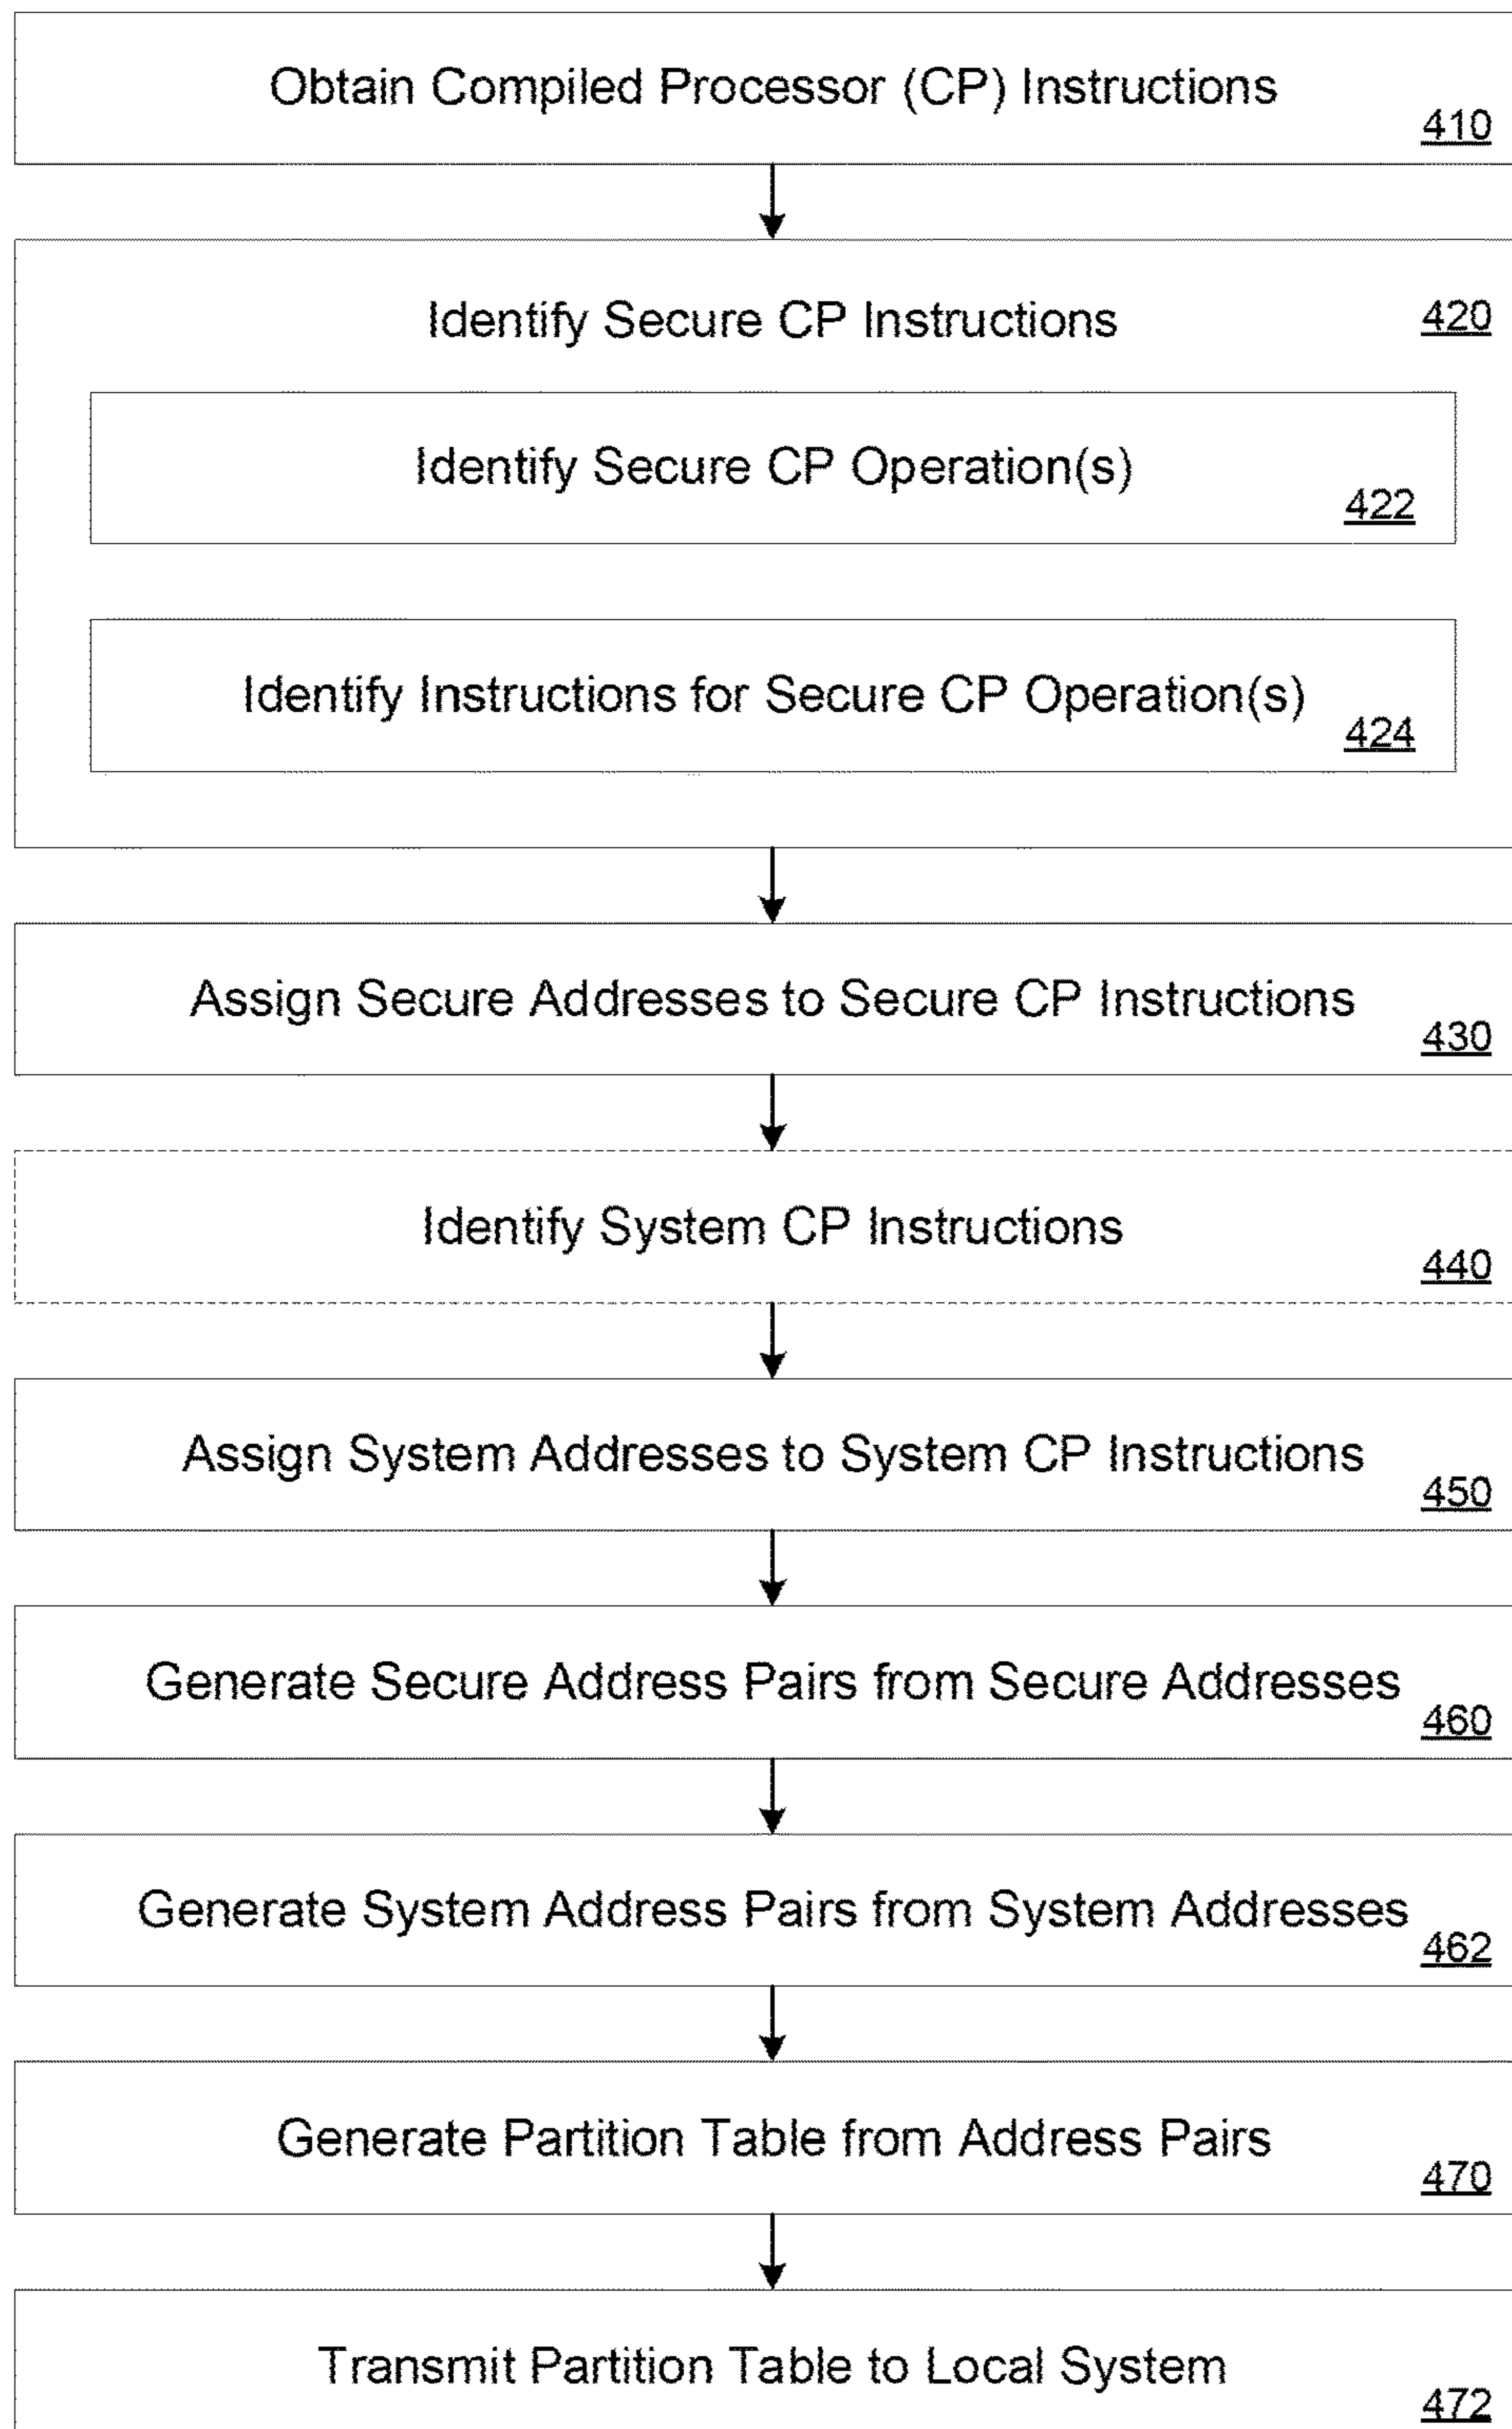 Obtain Compiled Processor (CP) Instructions
410
Identify Secure CP Instructions
420
Identify Secure CP Operation(s)
422
Identify Instructions for Secure CP Operation(s)
424
Assign Secure Addresses to Secure CP Instructions
430
Identify System CP Instructions
440
Assign System Addresses to System CP Instructions
450
Generate Secure Address Pairs from Secure Addresses
460
Generate System Address Pairs from System Addresses
462
Generate Partition Table from Address Pairs
470
Transmit Partition Table to Local System
472